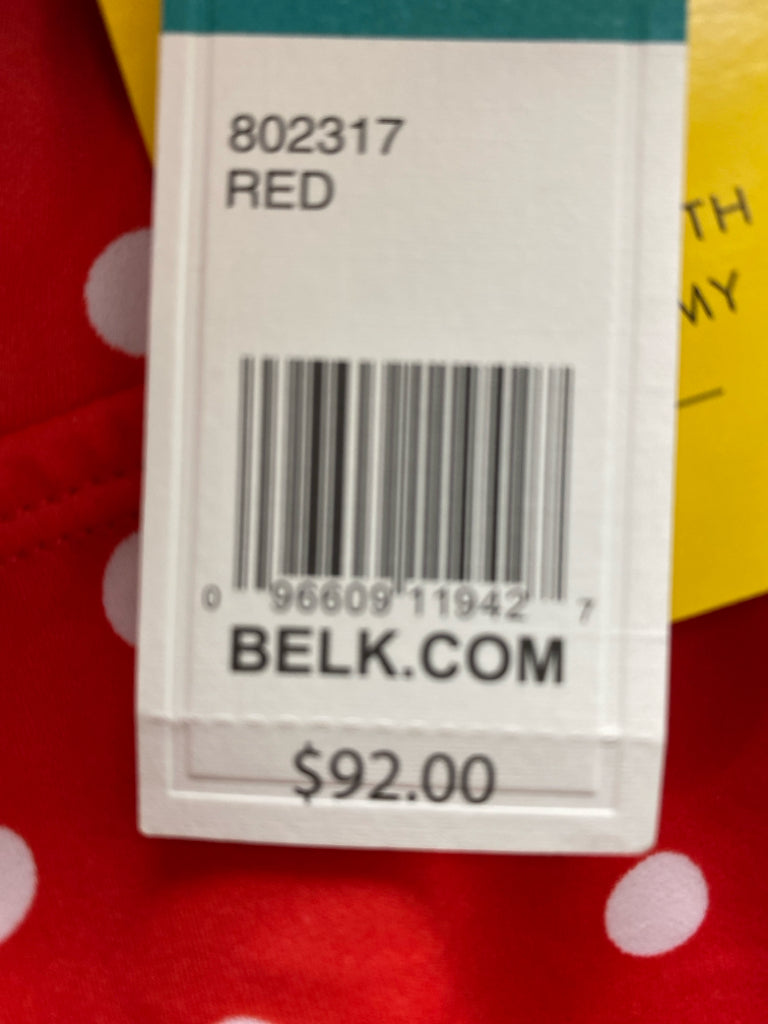 802317
RED
TH
MY
0 96609 11942 7
BELK.COM
$92.00